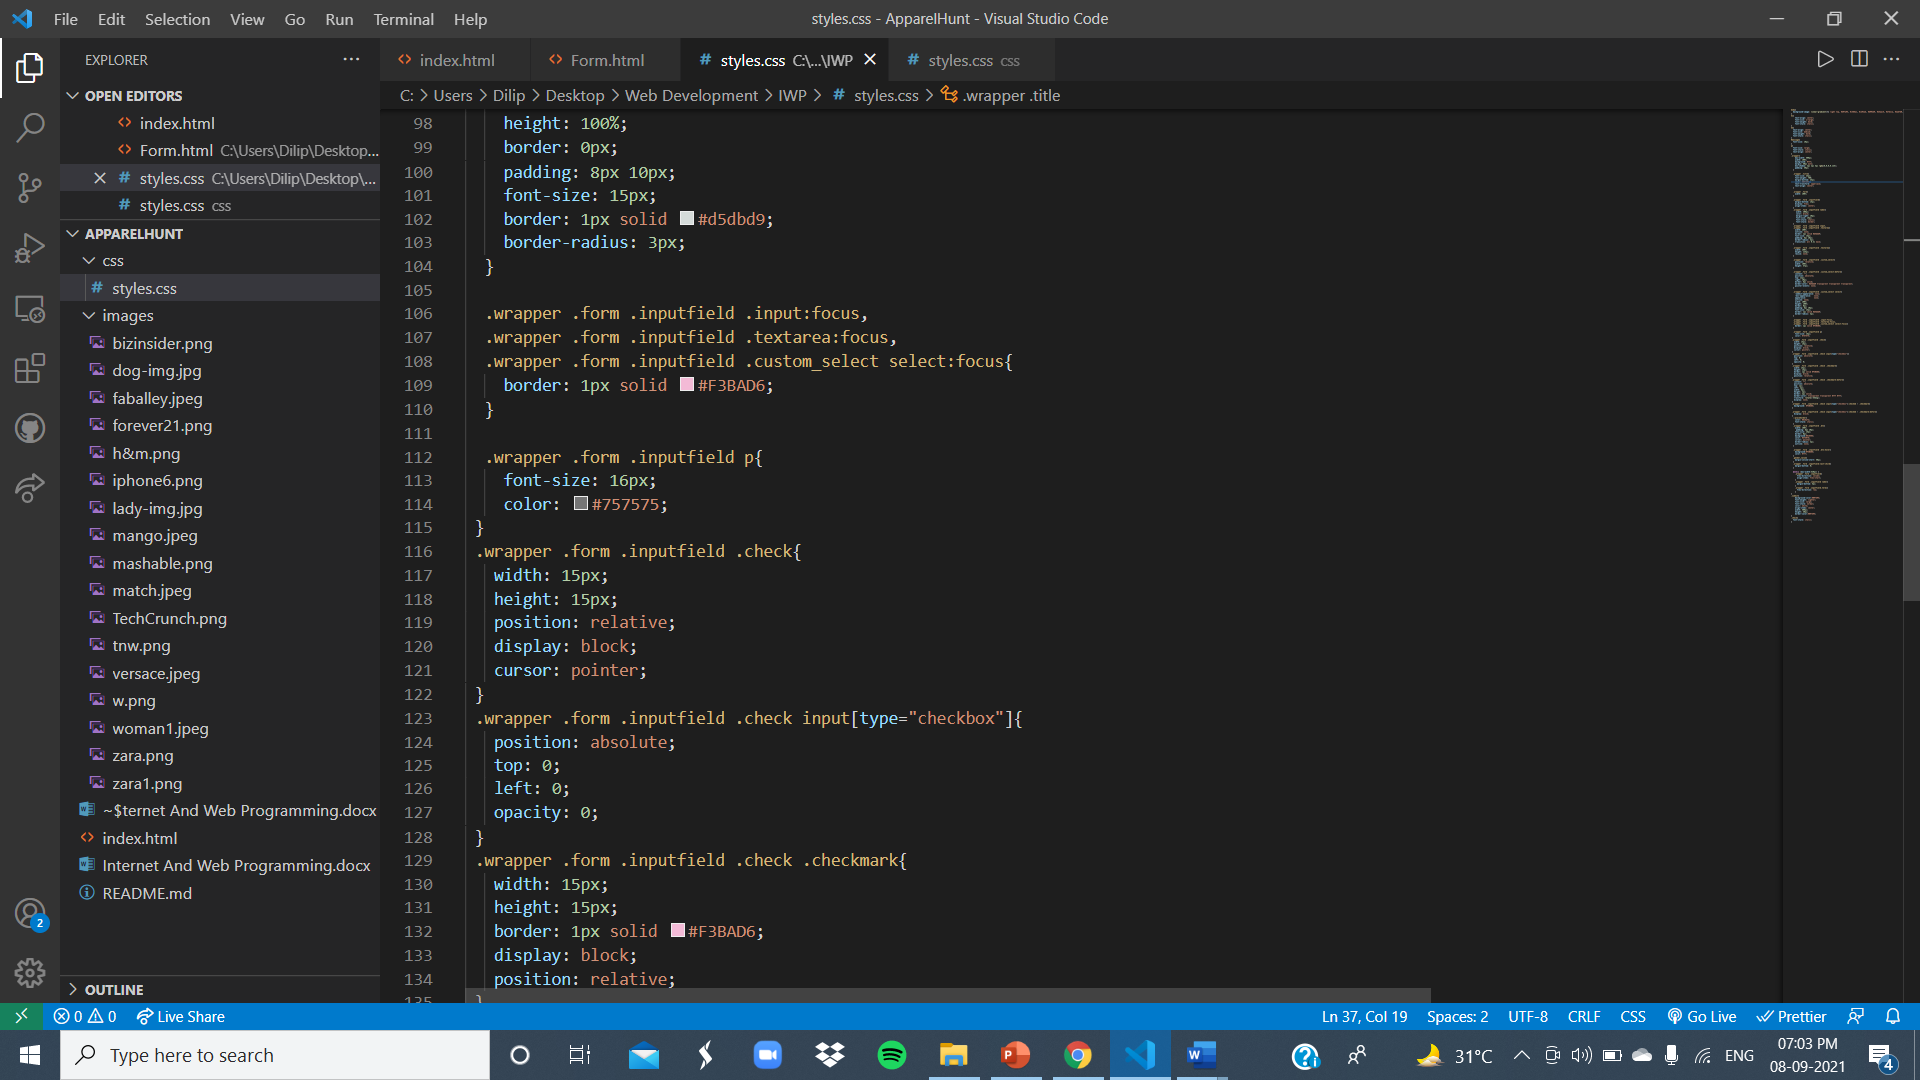 File Edit Selection View Go Run Terminal Help
styles.css - ApparelHunt - Visual Studio Code
EXPLORER
OPEN EDITORS
index.html
Form.html C:\Users\Dilip\Desktop...
styles.css C:\Users\Dilip\Desktop\...
styles.css css
APPARELHUNT
css
styles.css
images
bizinsider.png
dog-img.jpg
faballey.jpeg
forever21.png
h&m.png
iphone6.png
lady-img.jpg
mango.jpeg
mashable.png
match.jpeg
TechCrunch.png
tnw.png
versace.jpeg
w.png
woman1.jpeg
zara.png
zara1.png
~$ternet And Web Programming.docx
index.html
Internet And Web Programming.docx
README.md
OUTLINE
2
index.html Form.html styles.css C:\...\IWP styles.css css
C: > Users > Dilip > Desktop > Web Development > IWP > # styles.css > .wrapper .title
98 height: 100%;
99 border: 0px;
100 padding: 8px 10px;
101 font-size: 15px;
102 border: 1px solid #d5dbd9;
103 border-radius: 3px;
104 }
105
106 .wrapper .form .inputfield .input:focus,
107 .wrapper .form .inputfield .textarea:focus,
108 .wrapper .form .inputfield .custom_select select:focus{
109 border: 1px solid #F3BAD6;
110 }
111
112 .wrapper .form .inputfield p{
113 font-size: 16px;
114 color: #757575;
115 }
116 .wrapper .form .inputfield .check{
117 width: 15px;
118 height: 15px;
119 position: relative;
120 display: block;
121 cursor: pointer;
122 }
123 .wrapper .form .inputfield .check input[type="checkbox"]{
124 position: absolute;
125 top: 0;
126 left: 0;
127 opacity: 0;
128 }
129 .wrapper .form .inputfield .check .checkmark{
130 width: 15px;
131 height: 15px;
132 border: 1px solid #F3BAD6;
133 display: block;
134 position: relative;
135 }
0 0 Live Share Ln 37, Col 19 Spaces: 2 UTF-8 CRLF CSS Go Live Prettier
Type here to search
31°C ENG 07:03 PM
08-09-2021
4